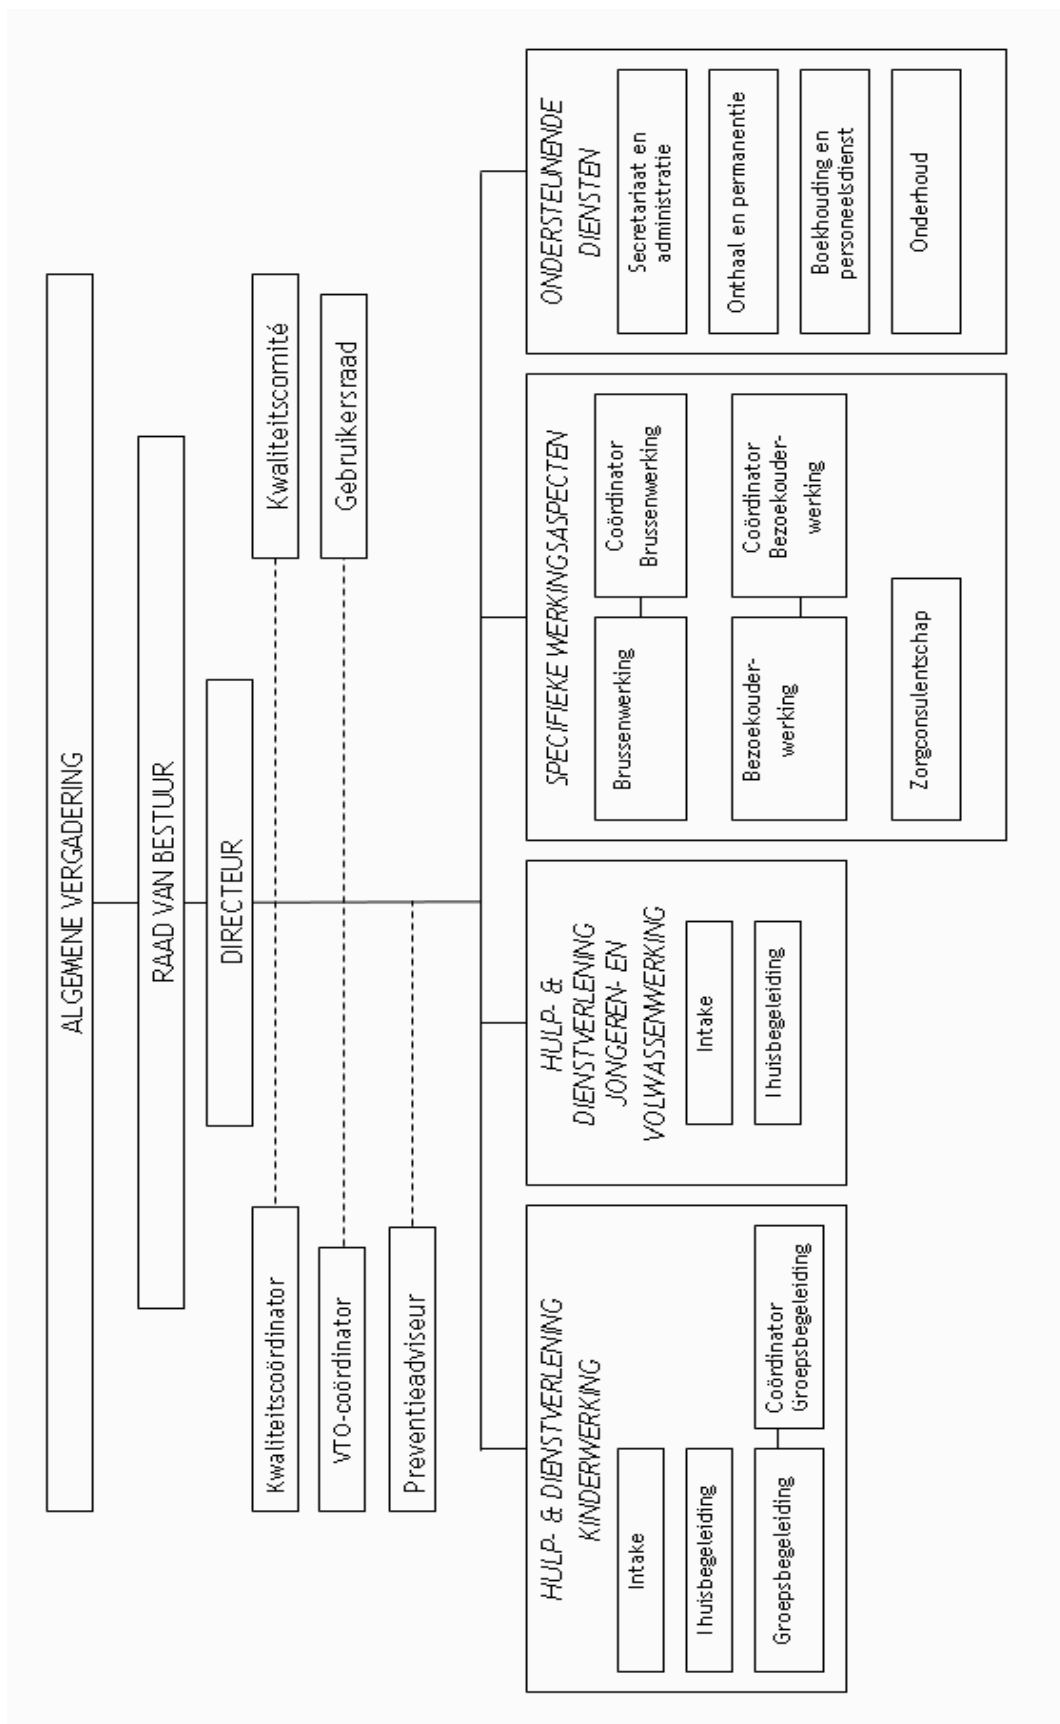 ALGEMENE VERGADERING
RAAD VAN BESTUUR
DIRECTEUR
Kwaliteitscoördinator
Kwaliteitscomité
VTO-coördinator
Gebruikersraad
Preventieadviseur
HULP- & DIENSTVERLENING
KINDERWERKING
Intake
Thuisbegeleiding
Groepsbegeleiding
Coördinator
Groepsbegeleiding
HULP- &
DIENSTVERLENING
JONGEREN- EN
VOLWASSENWERKING
Intake
Thuisbegeleiding
SPECIFIEKE WERKINGSASPECTEN
Brussenwerking
Coördinator
Brussenwerking
Bezoekouder-
werking
Coördinator
Bezoekouder-
werking
Zorgconsulentschap
ONDERSTEUNENDE
DIENSTEN
Secretariaat en
administratie
Onthaal en permanentie
Boekhouding en
personeelsdienst
Onderhoud